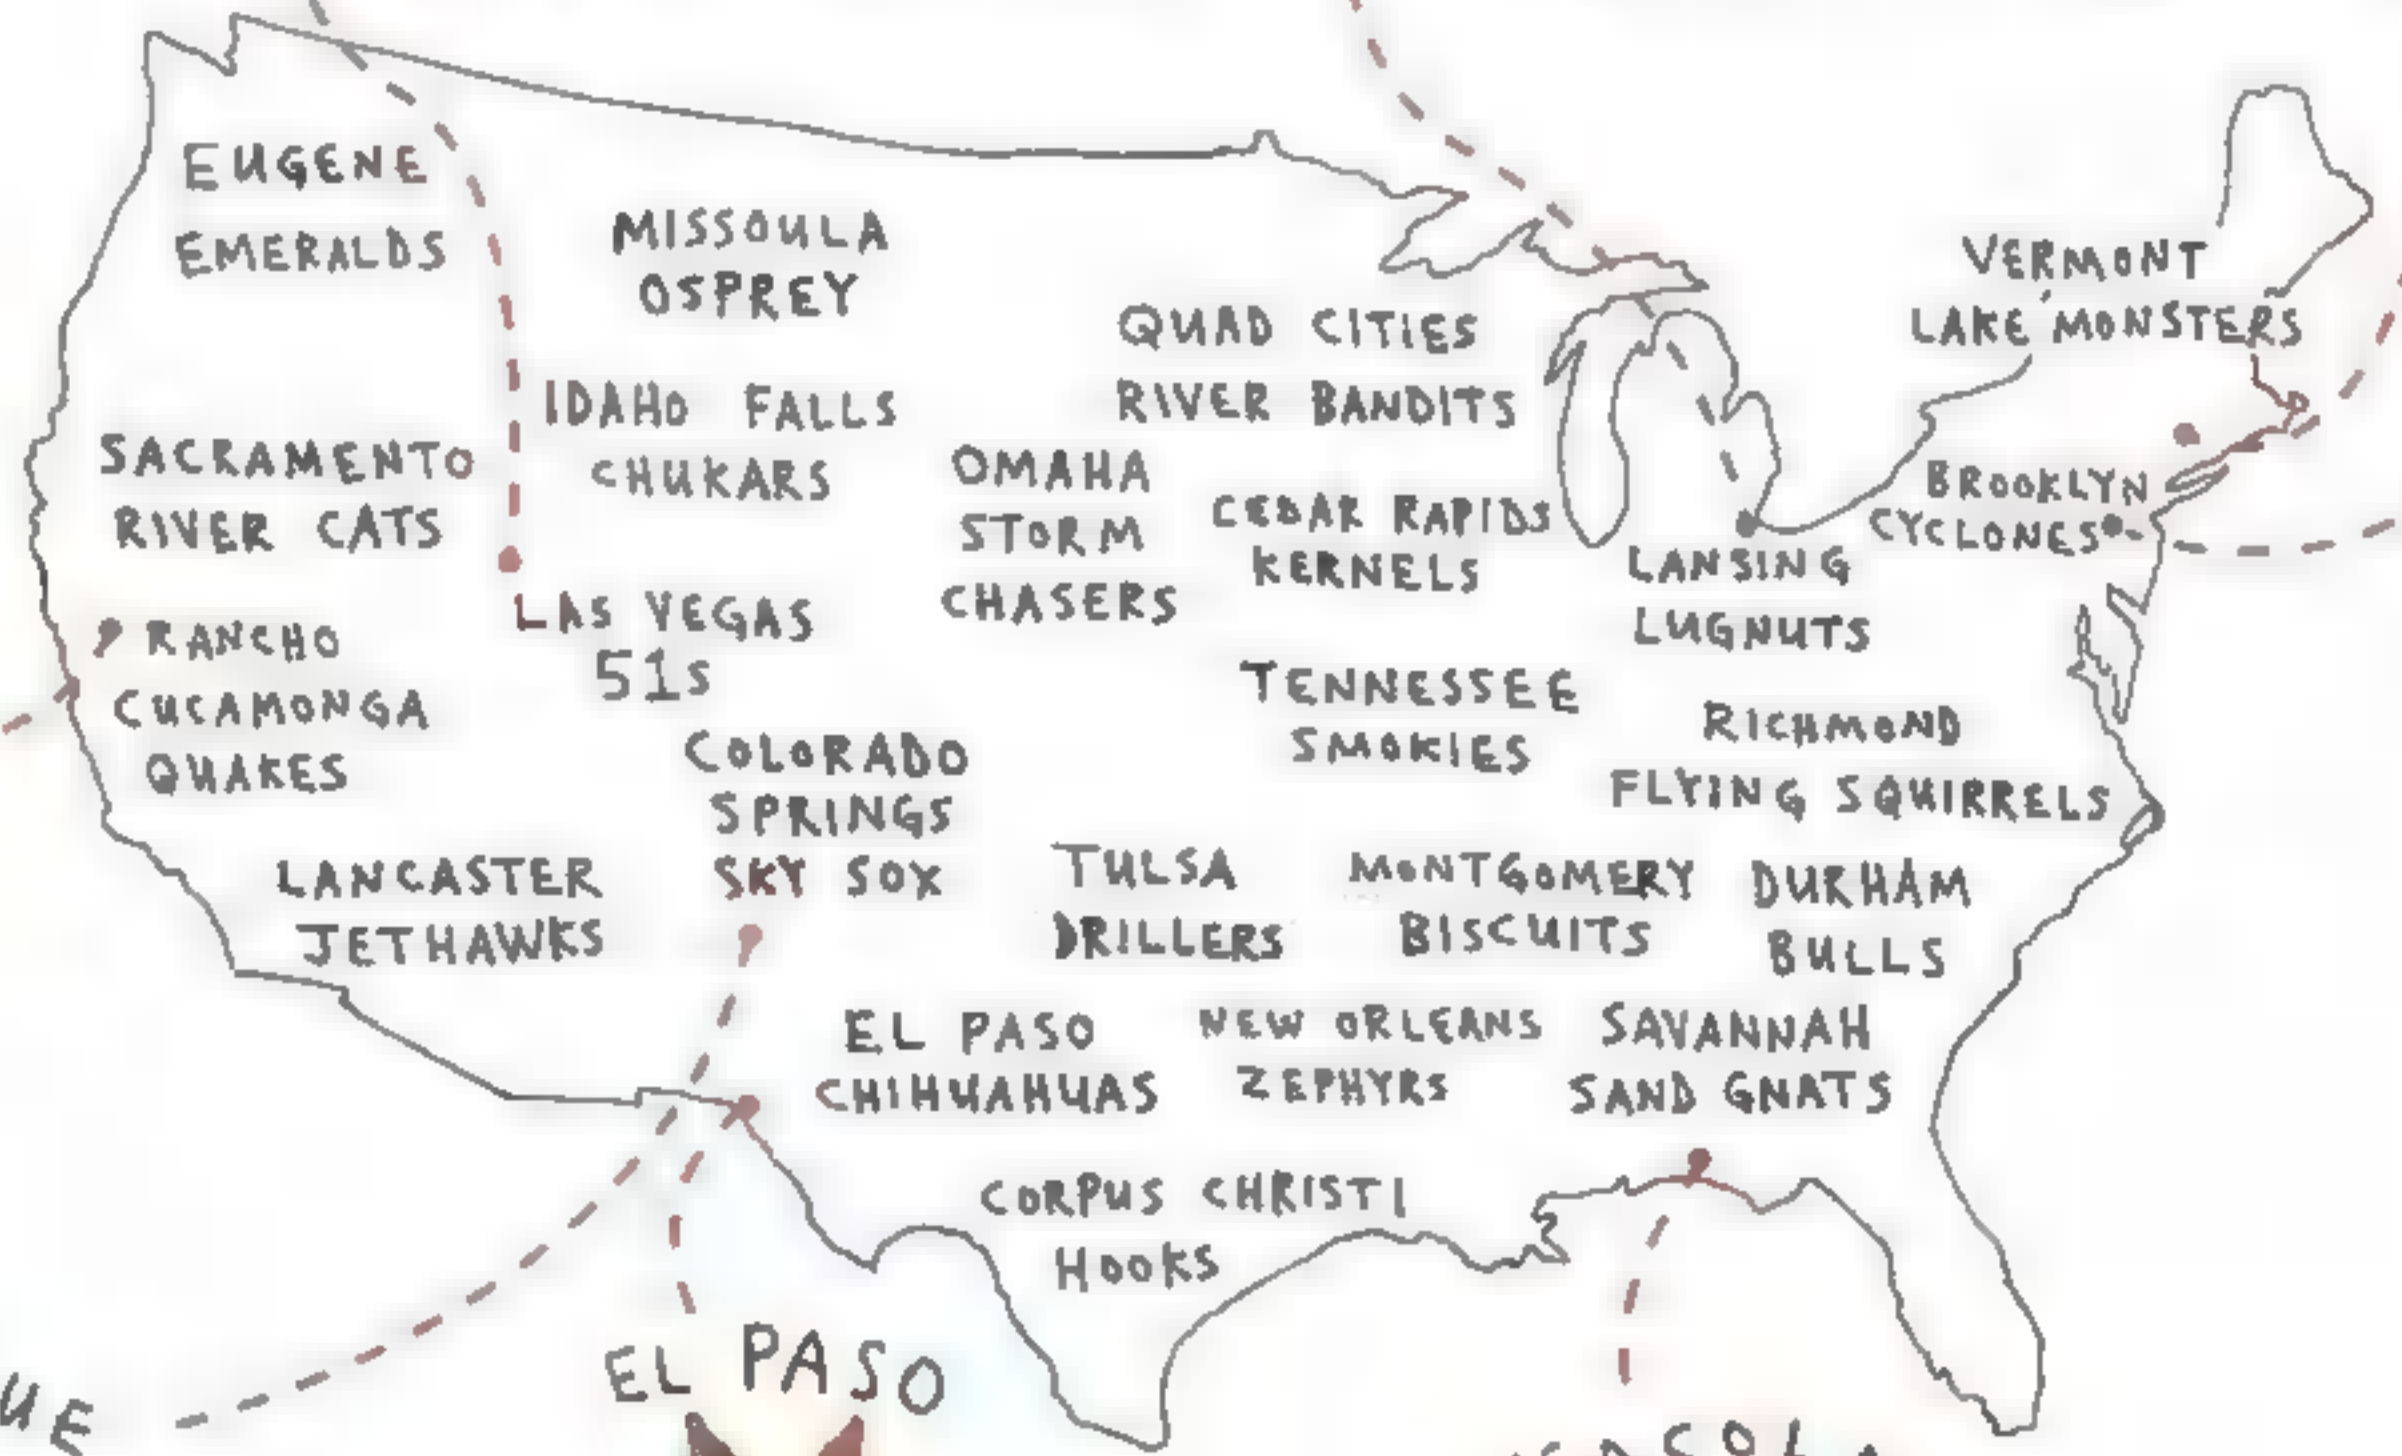 EUGENE
EMERALDS
MISSOULA
OSPREY
VERMONT
LAKE MONSTERS
QUAD CITIES
RIVER BANDITS
IDAHO FALLS
CHUKARS
SACRAMENTO
RIVER CATS
OMAHA
STORM
CHASERS
CEDAR RAPIDS
KERNELS
BROOKLYN
CYCLONES
LANSING
LUGNUTS
LAS VEGAS
51s
RANCHO
CUCAMONGA
QUAKES
TENNESSEE
SMOKIES
RICHMOND
FLYING SQUIRRELS
COLORADO
SPRINGS
SKY SOX
LANCASTER
JETHAWKS
TULSA
DRILLERS
MONTGOMERY
BISCUITS
DURHAM
BULLS
EL PASO
CHIHUAHUAS
NEW ORLEANS
ZEPHYRS
SAVANNAH
SAND GNATS
CORPUS CHRISTI
HOOKS
EL PASO
UE